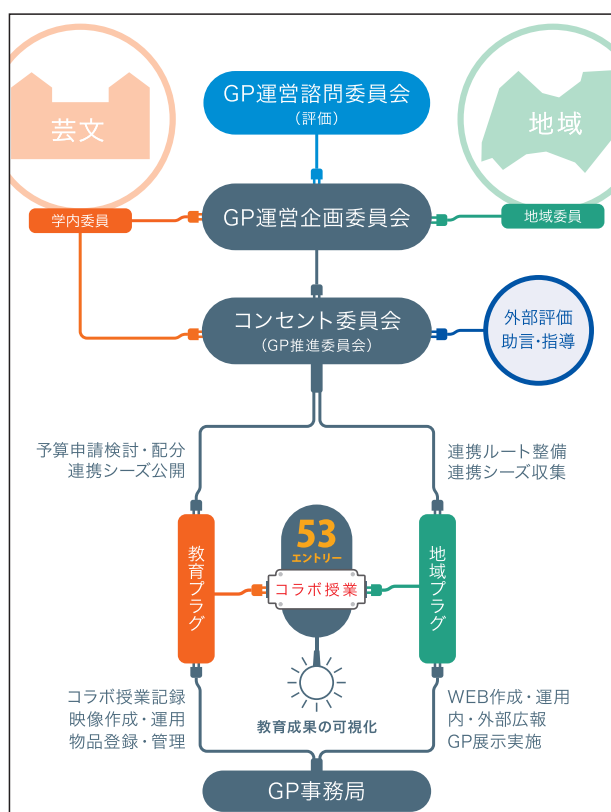 芸文
GP運営諮問委員会
（評価）
地域
学内委員
GP運営企画委員会
地域委員
コンセント委員会
（GP推進委員会）
外部評価
助言・指導
予算申請検討・配分
連携シーズ公開
連携ルート整備
連携シーズ収集
教育プラグ
53
エントリー
コラボ授業
地域プラグ
教育成果の可視化
コラボ授業記録
映像作成・運用
物品登録・管理
WEB作成・運用
内・外部広報
GP展示実施
GP事務局